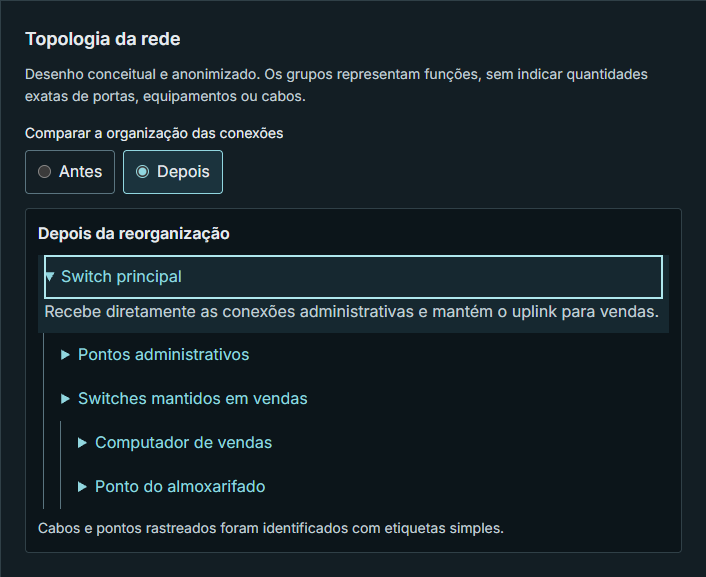 Topologia da rede
Desenho conceitual e anonimizado. Os grupos representam funções, sem indicar quantidades
exatas de portas, equipamentos ou cabos.
Comparar a organização das conexões
Antes
Depois
Depois da reorganização
Switch principal
Recebe diretamente as conexões administrativas e mantém o uplink para vendas.
Pontos administrativos
Switches mantidos em vendas
Computador de vendas
Ponto do almoxarifado
Cabos e pontos rastreados foram identificados com etiquetas simples.